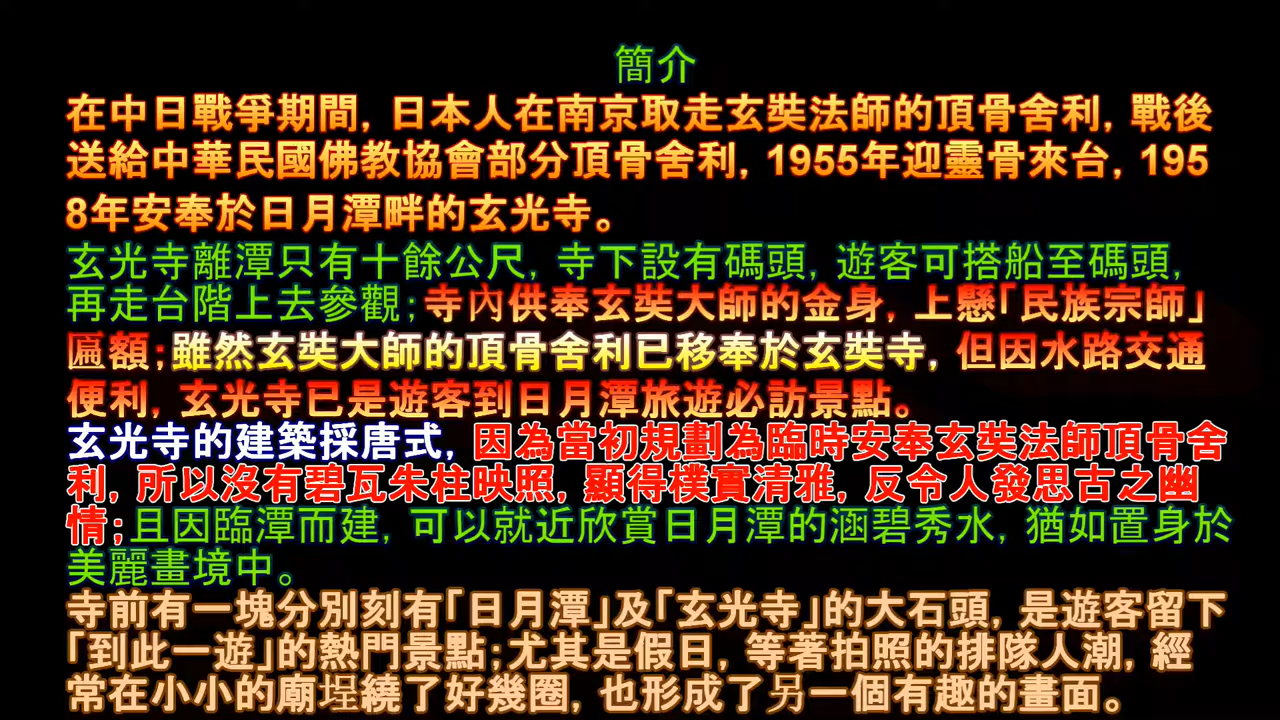 簡介
在中日戰爭期間, 日本人在南京取走玄奘法師的頂骨舍利, 戰後
送給中華民國佛教協會部分頂骨舍利, 1955年迎靈骨來台, 195
8年安奉於日月潭畔的玄光寺。
玄光寺離潭只有十餘公尺, 寺下設有碼頭, 遊客可搭船至碼頭,
再走台階上去參觀;寺內供奉玄奘大師的金身, 上懸「民族宗師」
匾額;雖然玄奘大師的頂骨舍利已移奉於玄奘寺, 但因水路交通
便利, 玄光寺已是遊客到日月潭旅遊必訪景點。
玄光寺的建築採唐式, 因為當初規劃為臨時安奉玄奘法師頂骨舍
利, 所以沒有碧瓦朱柱映照, 顯得樸實清雅, 反令人發思古之幽
情;且因臨潭而建, 可以就近欣賞日月潭的涵碧秀水, 猶如置身於
美麗畫境中。
寺前有一塊分別刻有「日月潭」及「玄光寺」的大石頭, 是遊客留下
「到此一遊」的熱門景點;尤其是假日, 等著拍照的排隊人潮, 經
常在小小的廟埕繞了好幾圈, 也形成了另一個有趣的畫面。